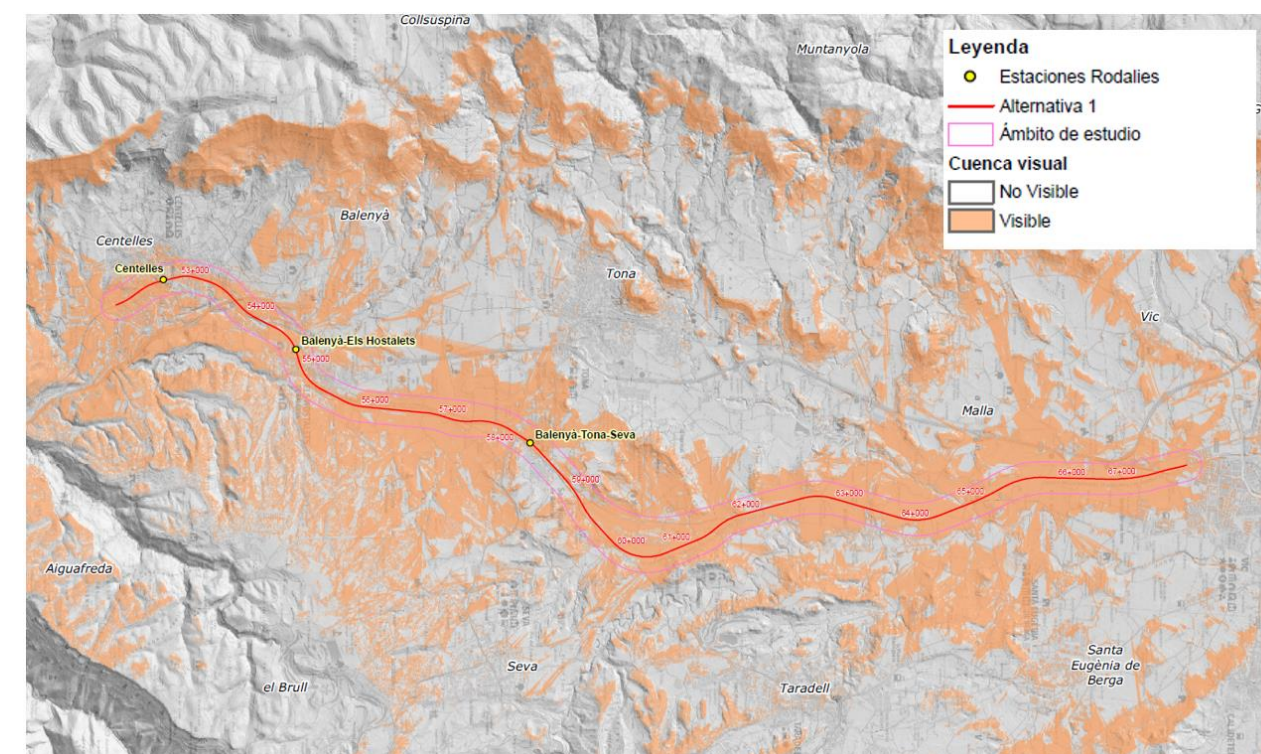 Collsuspina
Muntanyola
Leyenda
Estaciones Rodalies
Alternativa 1
Ámbito de estudio
Cuenca visual
No Visible
Visible
Balenyà
Centelles
Centelles
53+000
54+000
Tona
Vic
Balenyà-Els Hostalets
55+000
56+000
57+000
58+000
Balenyà-Tona-Seva
Malla
59+000
60+000
61+000
62+000
63+000
64+000
65+000
66+000
67+000
Aiguafreda
Seva
el Brull
Taradell
Santa
Eugènia de
Berga